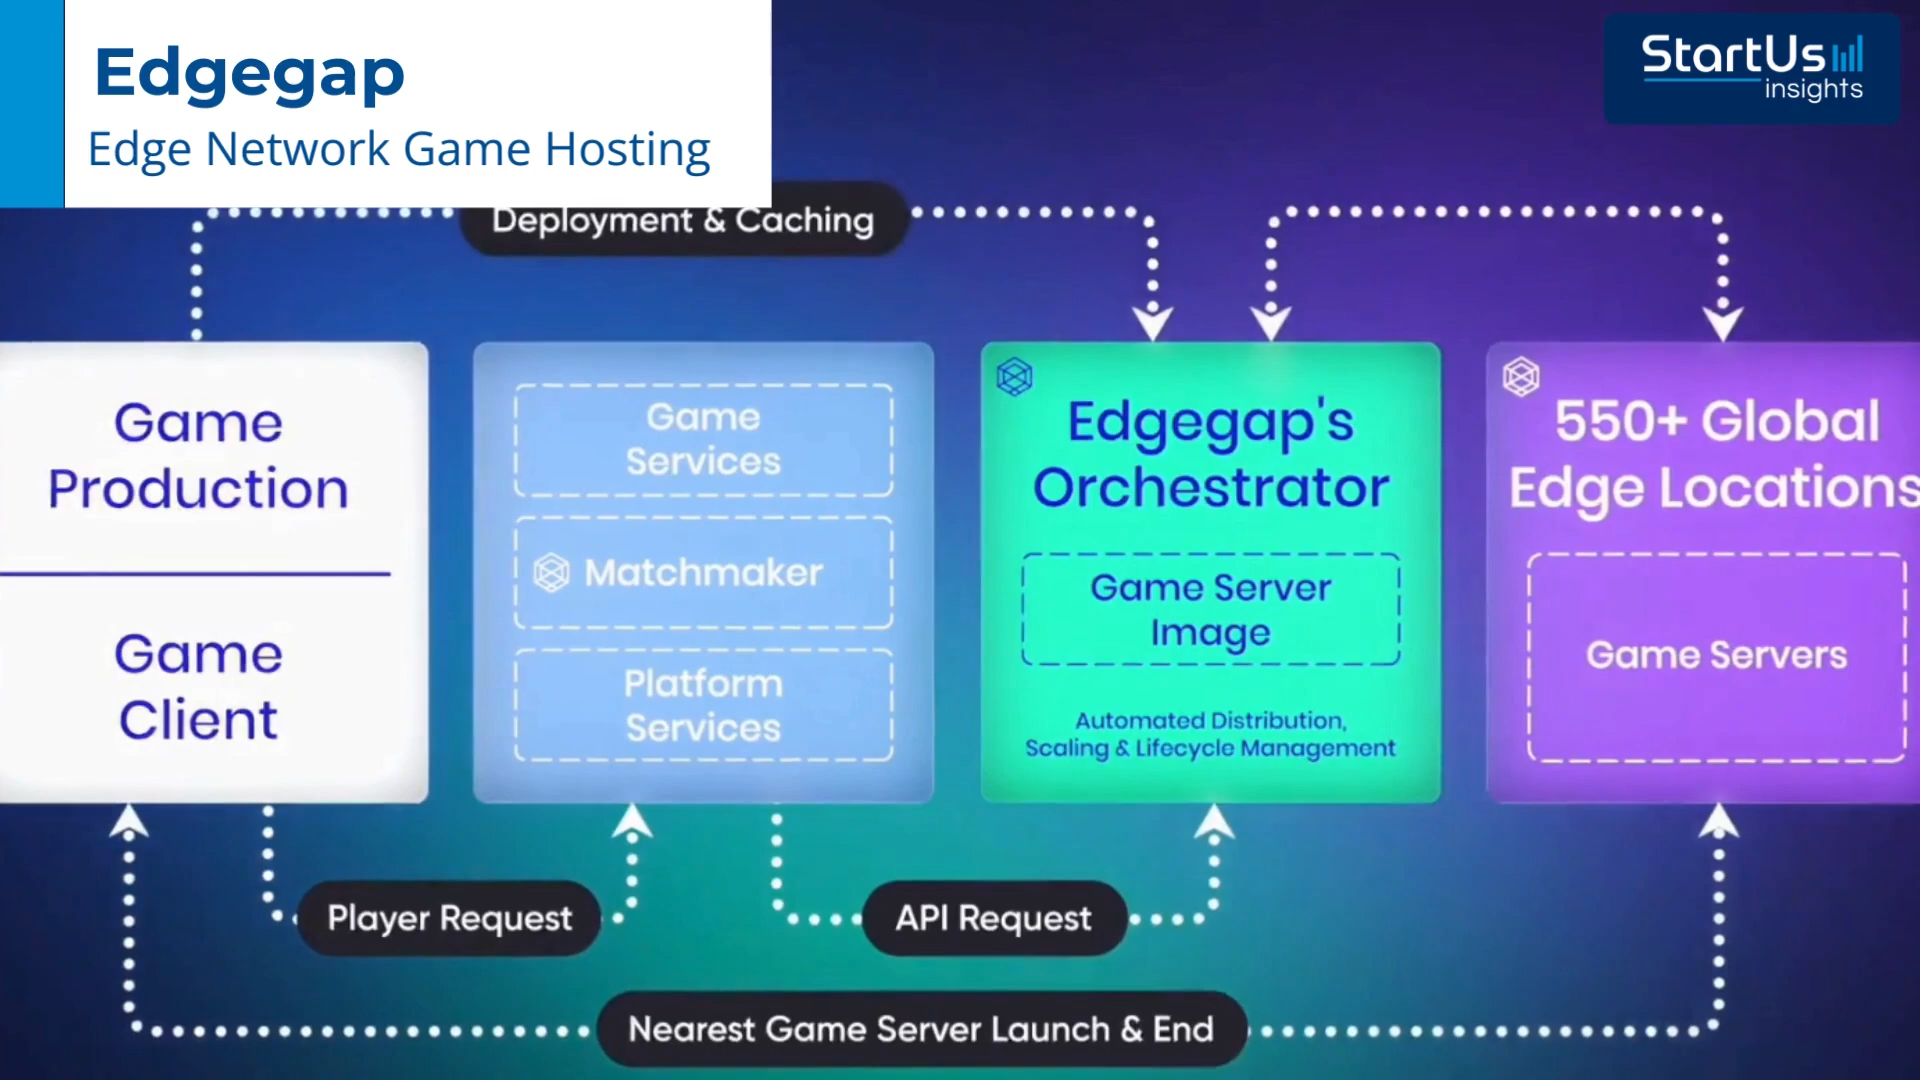 Edgegap
Edge Network Game Hosting
StartUs
insights
Deployment & Caching
Game
Production
Game
Client
Game
Services
Matchmaker
Platform
Services
Edgegap's
Orchestrator
Game Server
Image
Automated Distribution,
Scaling & Lifecycle Management
550+ Global
Edge Locations
Game Servers
Player Request
API Request
Nearest Game Server Launch & End